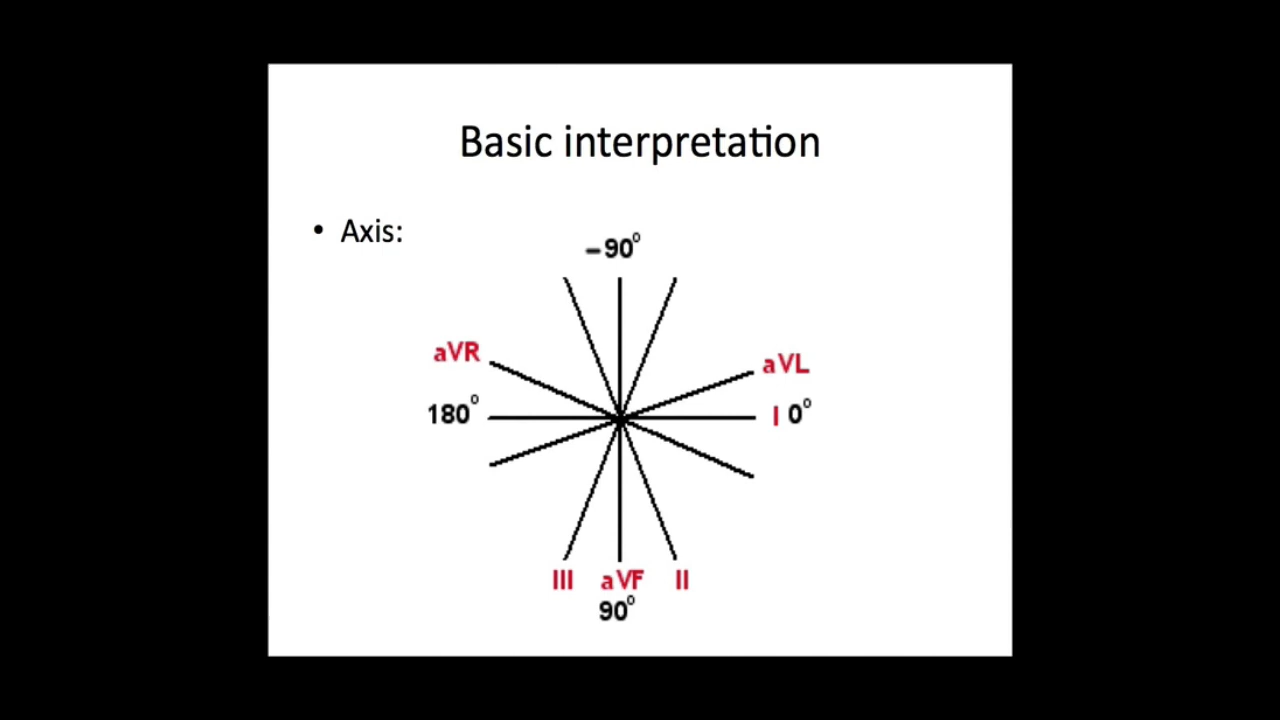 Basic interpretation
• Axis:
–90°
aVR
aVL
180°
I 0°
III aVF II
90°